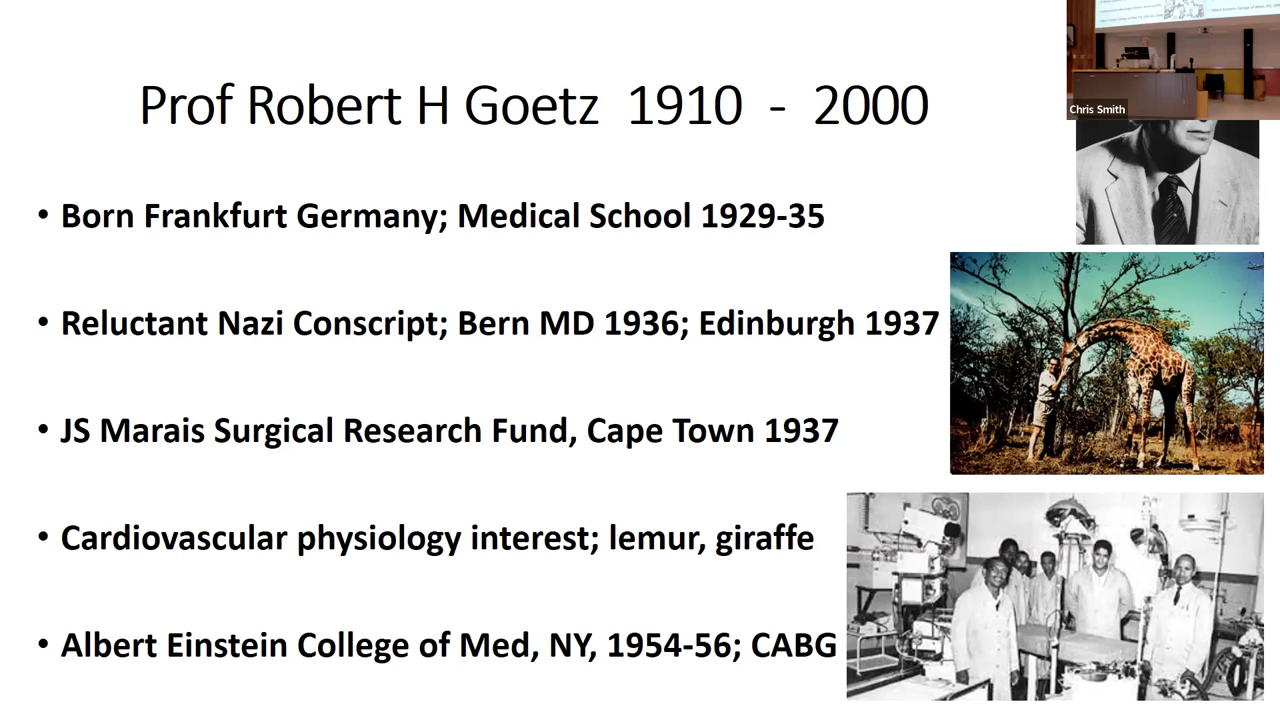 Prof Robert H Goetz 1910 - 2000
Chris Smith
• Born Frankfurt Germany; Medical School 1929-35
• Reluctant Nazi Conscript; Bern MD 1936; Edinburgh 1937
• JS Marais Surgical Research Fund, Cape Town 1937
• Cardiovascular physiology interest; lemur, giraffe
• Albert Einstein College of Med, NY, 1954-56; CABG